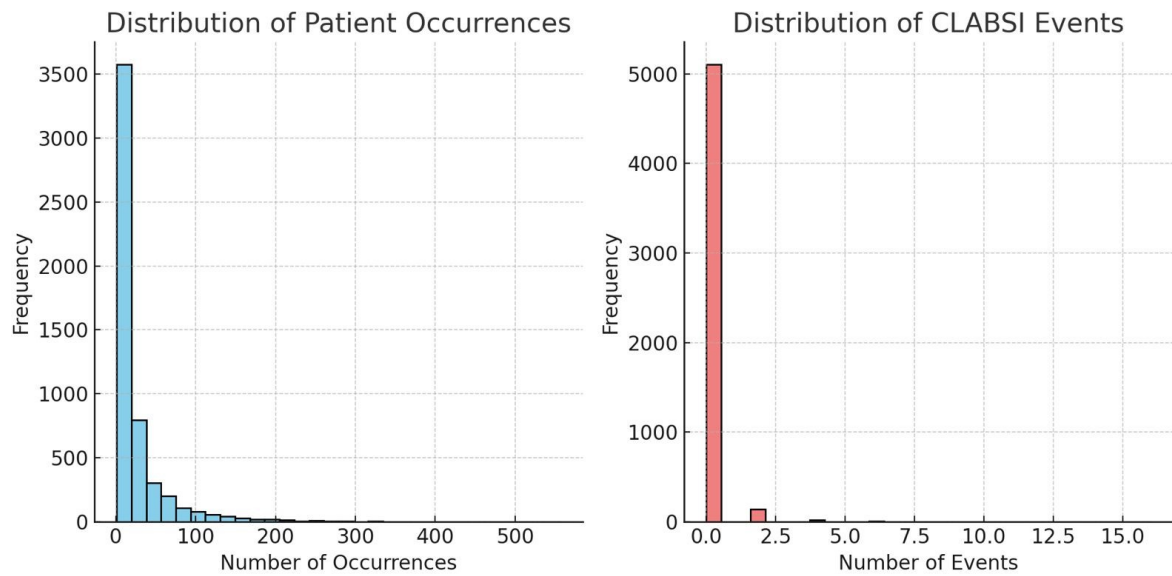 Distribution of Patient Occurrences
3500
3000
2500
2000
1500
1000
500
0
Frequency
0 100 200 300 400 500
Number of Occurrences
Distribution of CLABSI Events
5000
4000
3000
2000
1000
0
Frequency
0.0 2.5 5.0 7.5 10.0 12.5 15.0
Number of Events